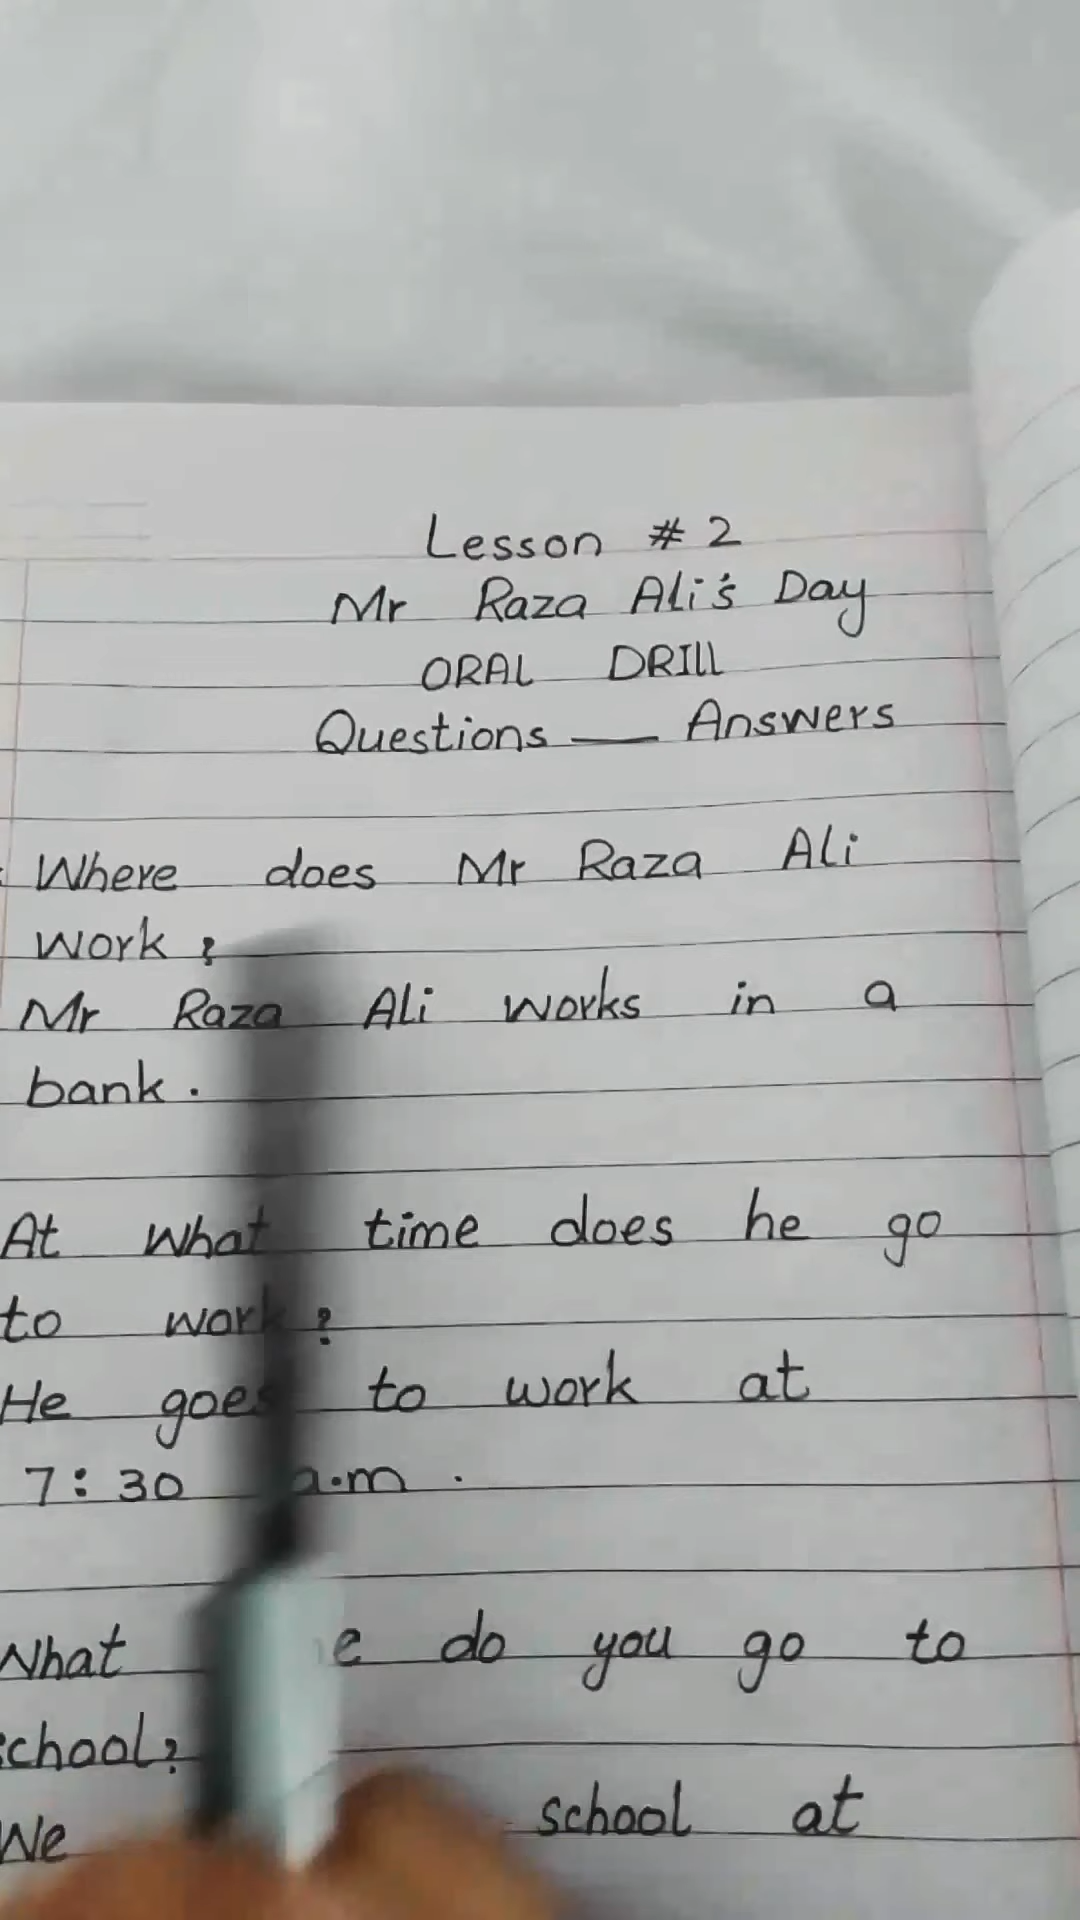 Lesson # 2
Mr Raza Ali's Day
ORAL DRILL
Questions — Answers
Where does Mr Raza Ali
work?
Mr Raza Ali works in a
bank.
At what time does he go
to work?
He goes to work at
7:30 a.m.
What do you go to
school?
We school at